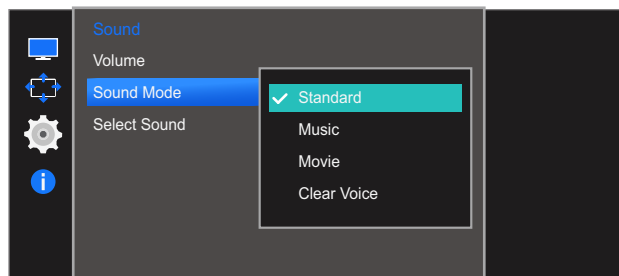 Sound
Volume
Sound Mode
Select Sound
Standard
Music
Movie
Clear Voice